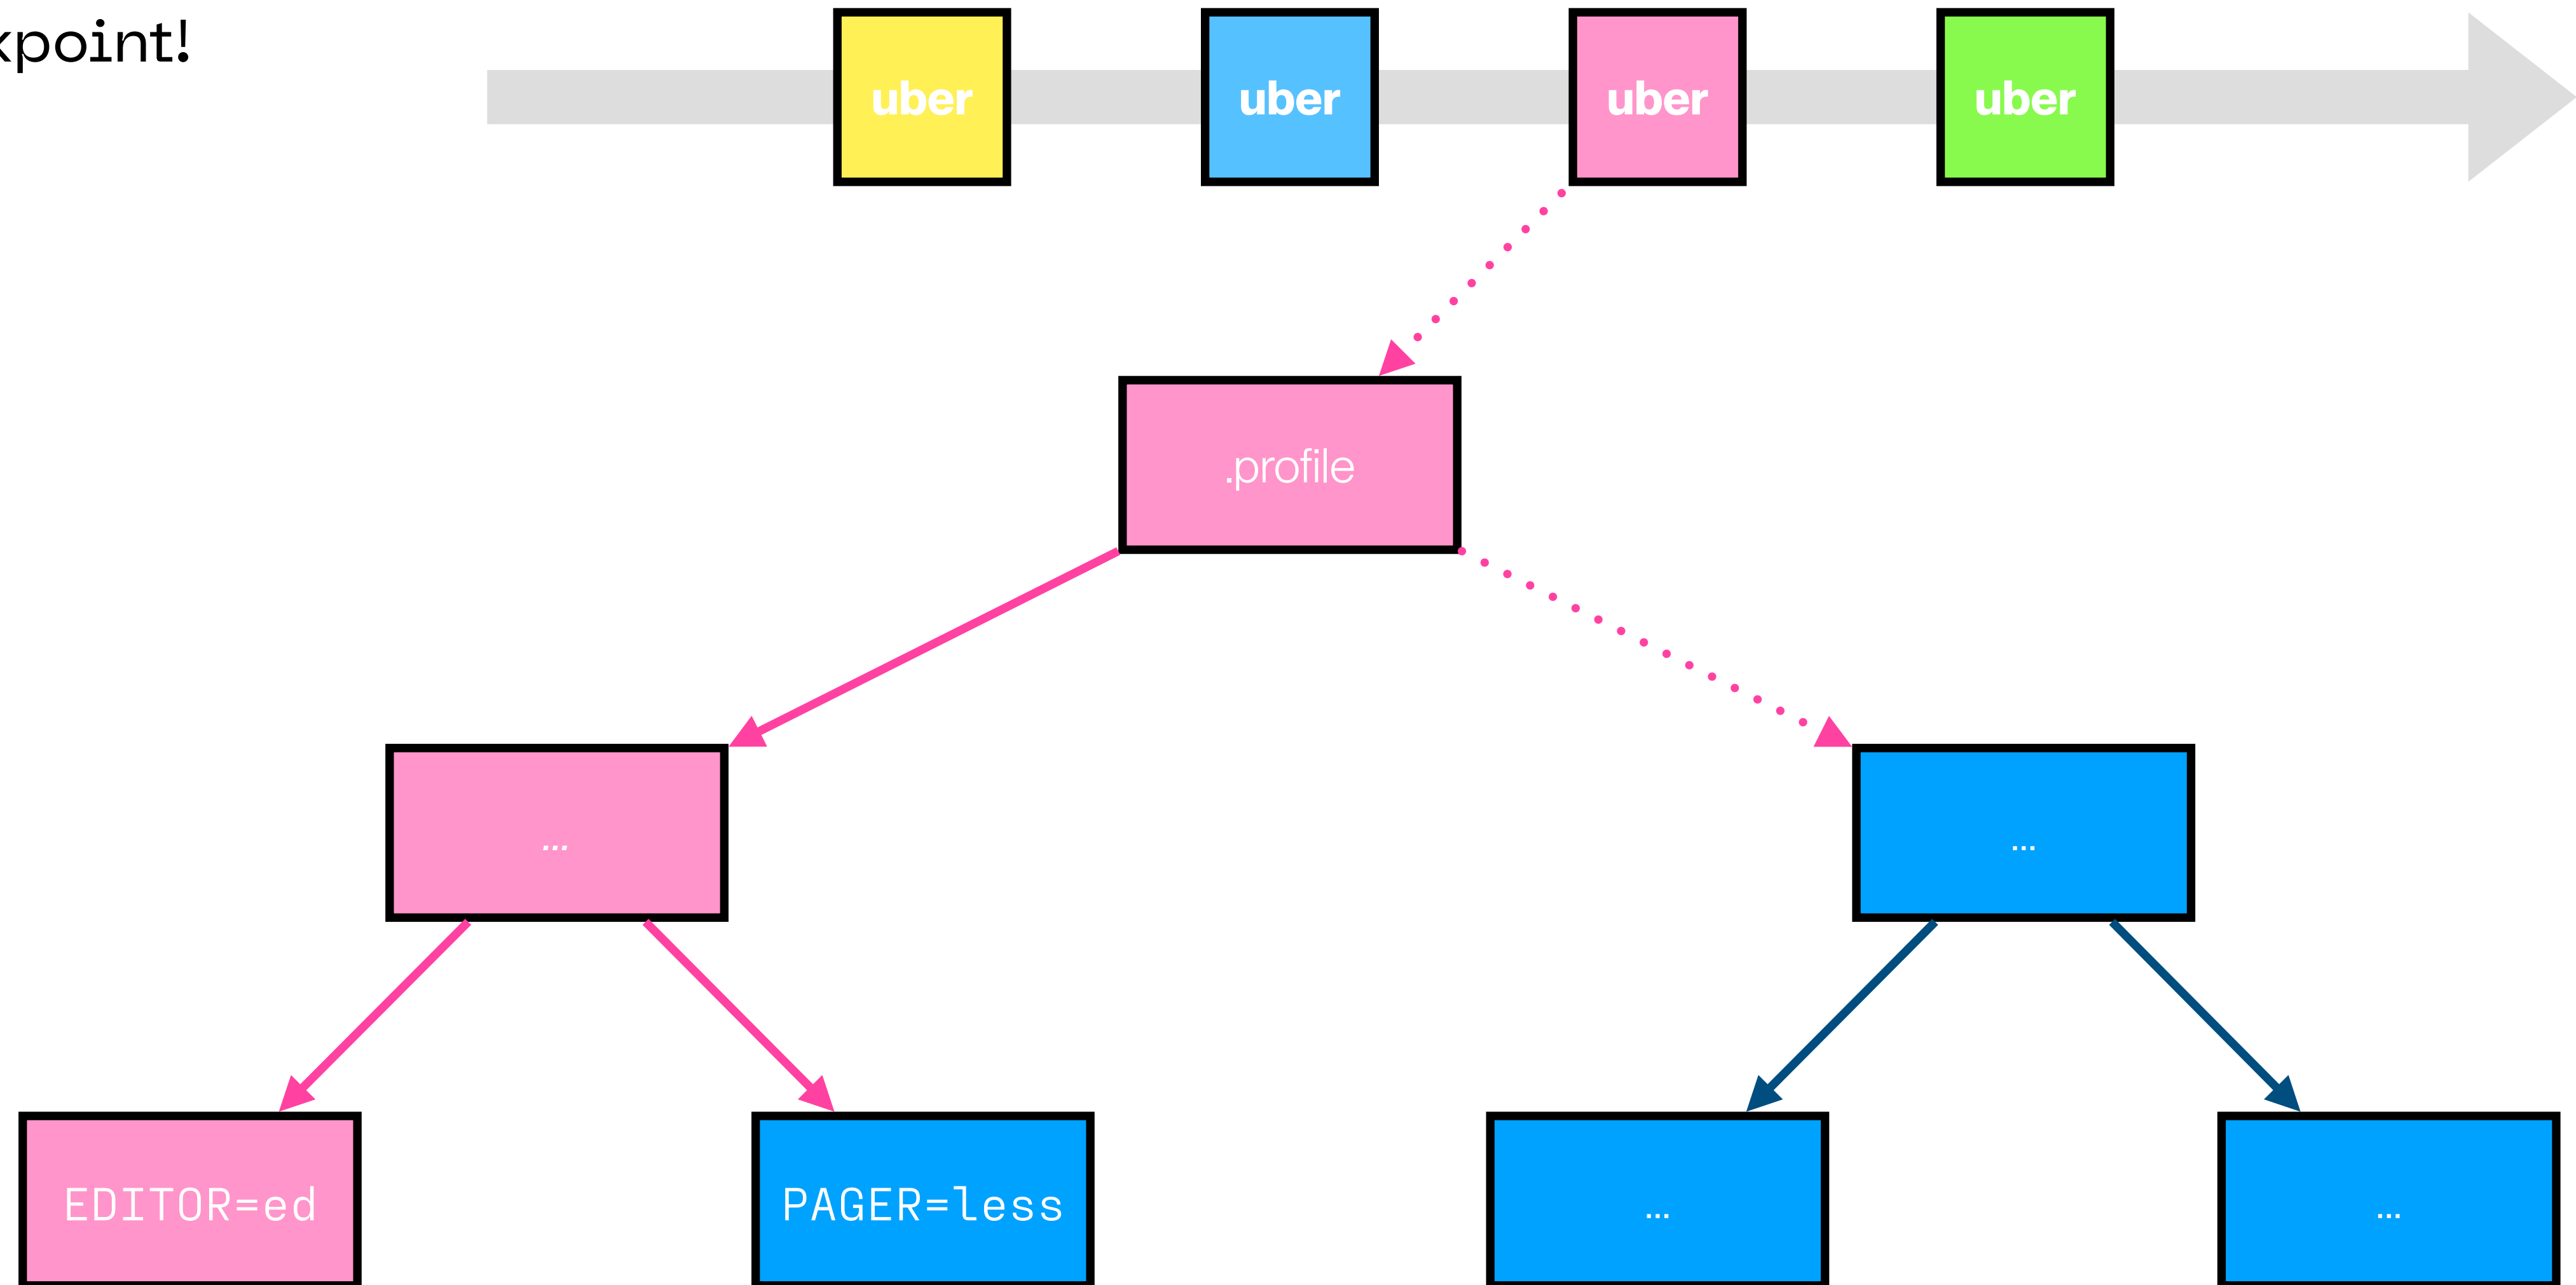 kpoint!
uber
uber
uber
uber
.profile
...
...
EDITOR=ed
PAGER=less
...
...